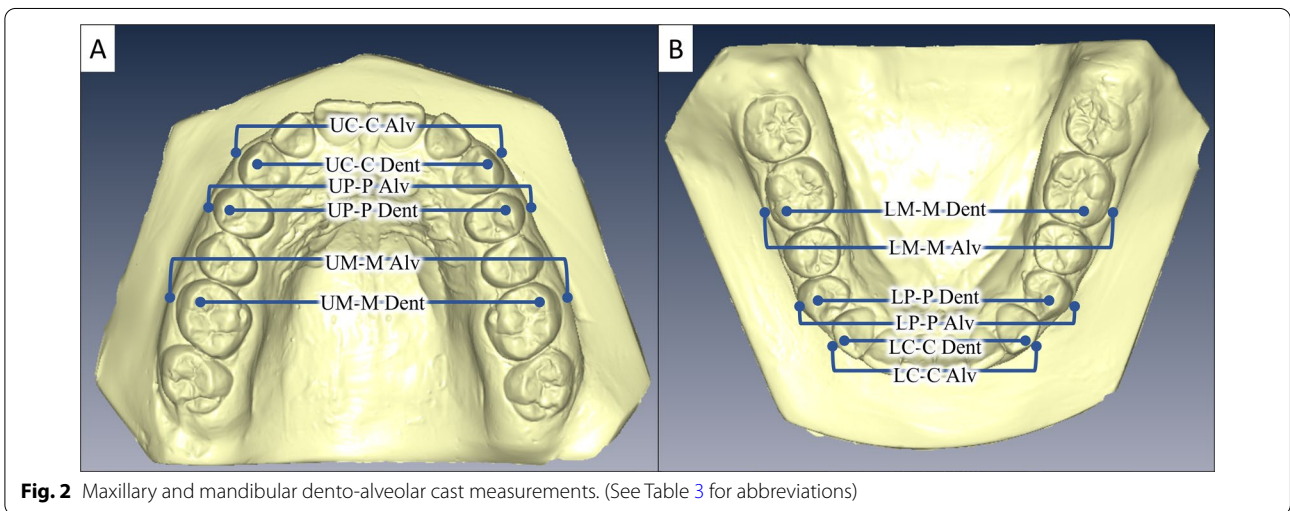 A
UC-C Alv
UC-C Dent
UP-P Alv
UP-P Dent
UM-M Alv
UM-M Dent
B
LM-M Dent
LM-M Alv
LP-P Dent
LP-P Alv
LC-C Dent
LC-C Alv
Fig. 2 Maxillary and mandibular dento-alveolar cast measurements. (See Table 3 for abbreviations)